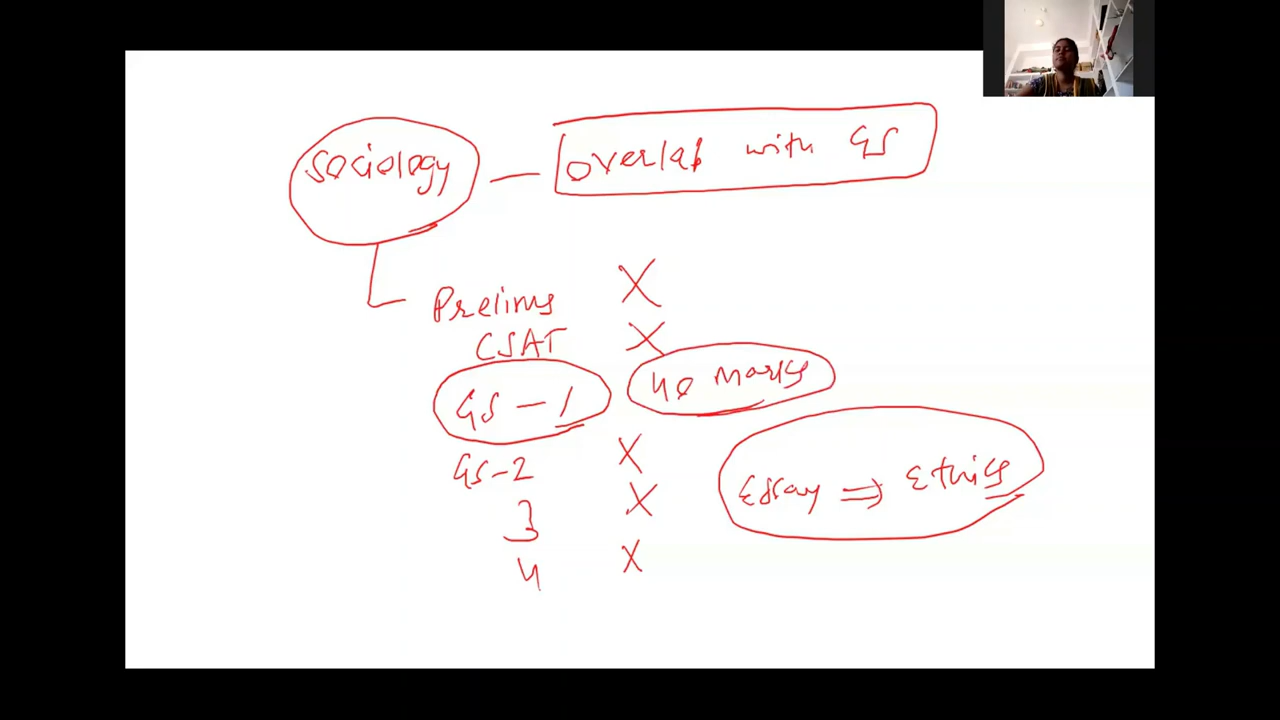 Sociology — overlap with GS
Prelims X
CSAT X
GS - 1 40 marks
GS-2 X
3 X
Essay ⇒ Ethics
4 X